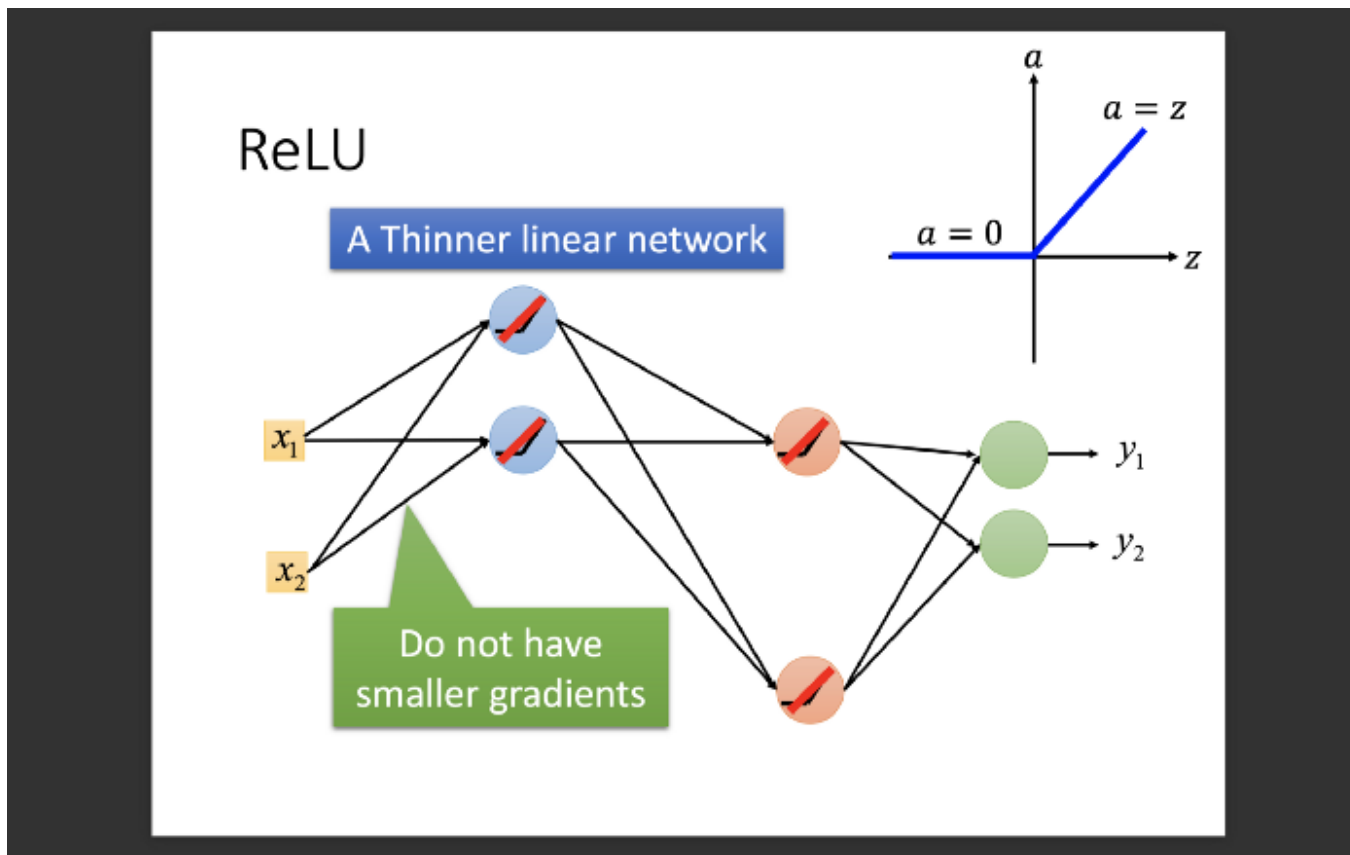 ReLU
a
a = z
a = 0
z
A Thinner linear network
x₁
x₂
y₁
y₂
Do not have
smaller gradients